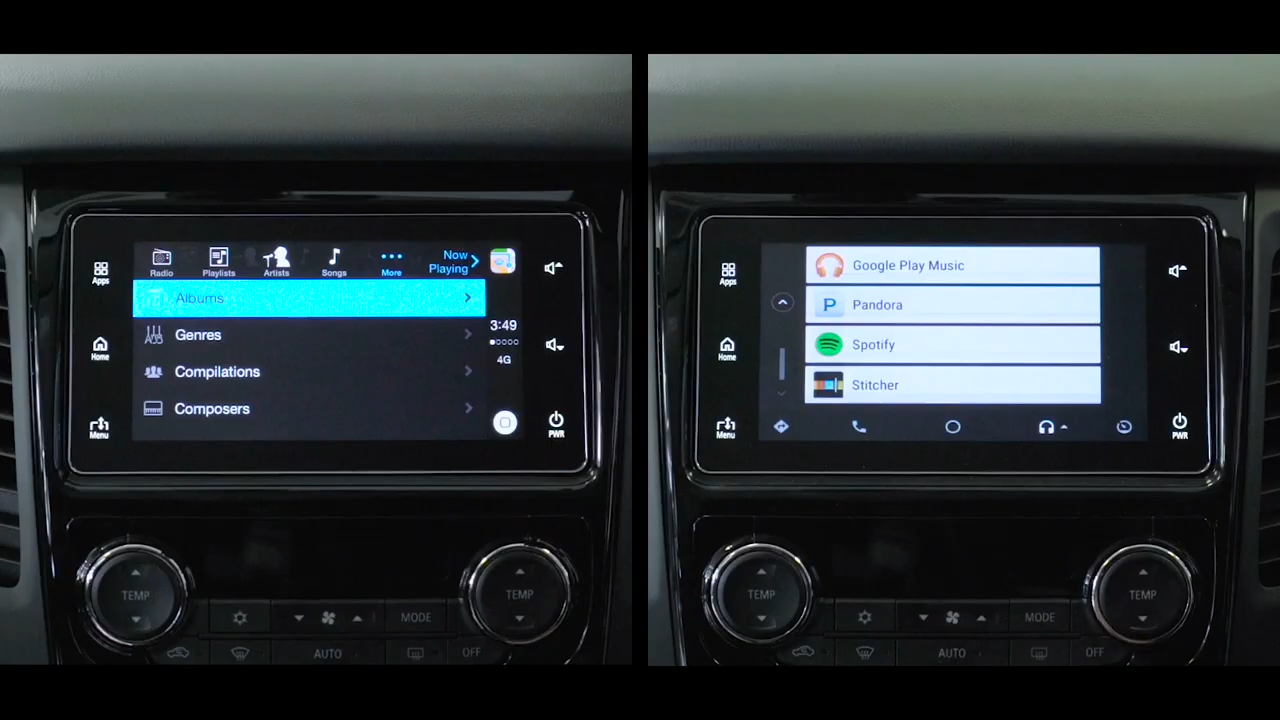 Radio Playlists Artists Songs More Now Playing
Apps
Albums
3:49
Home
Genres
4G
Compilations
Menu
Composers
PWR
TEMP
TEMP
MODE
AUTO
OFF
Apps
Google Play Music
P Pandora
Home
Spotify
Stitcher
Menu
PWR
TEMP
TEMP
MODE
AUTO
OFF